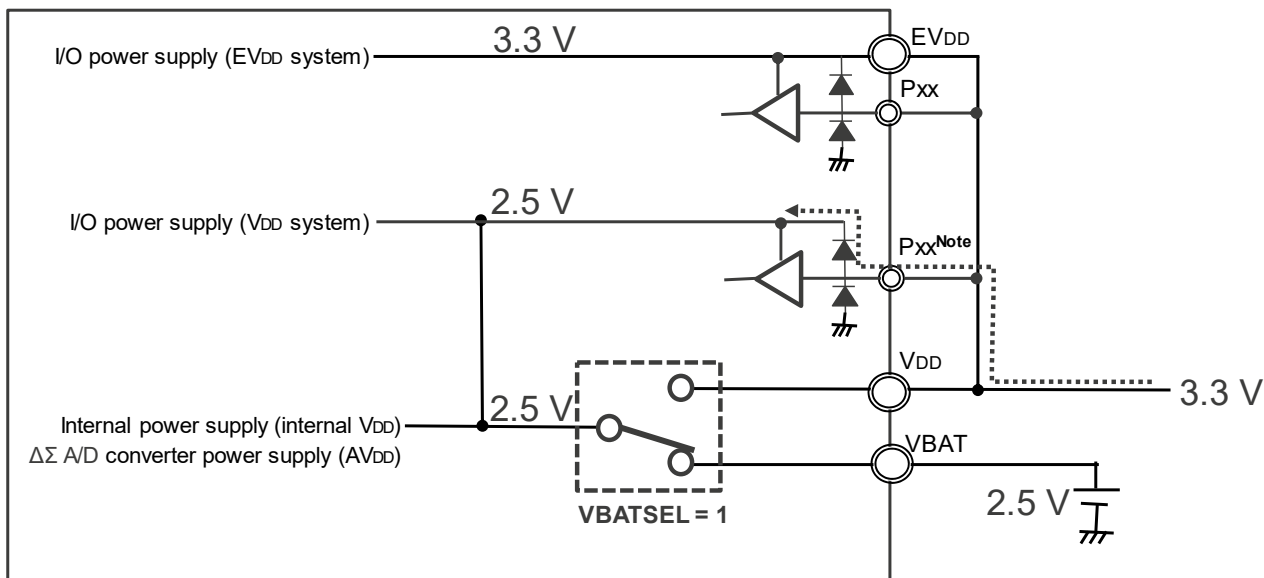 EVDD
3.3 V
I/O power supply (EVDD system)
Pxx
2.5 V
I/O power supply (VDD system)
PxxNote
VDD
3.3 V
2.5 V
Internal power supply (internal VDD)
ΔΣ A/D converter power supply (AVDD)
VBAT
2.5 V
VBATSEL = 1